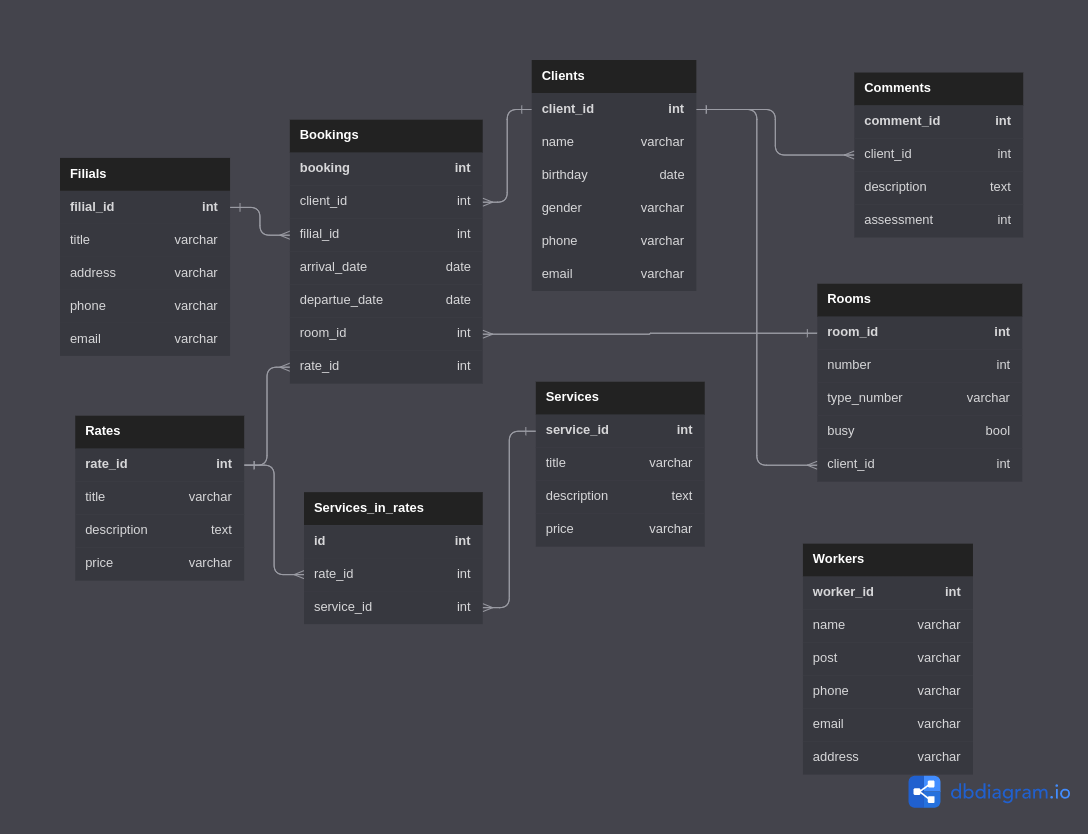 Filials
filial_id int
title varchar
address varchar
phone varchar
email varchar
Bookings
booking int
client_id int
filial_id int
arrival_date date
departue_date date
room_id int
rate_id int
Clients
client_id int
name varchar
birthday date
gender varchar
phone varchar
email varchar
Comments
comment_id int
client_id int
description text
assessment int
Rooms
room_id int
number int
type_number varchar
busy bool
client_id int
Rates
rate_id int
title varchar
description text
price varchar
Services_in_rates
id int
rate_id int
service_id int
Services
service_id int
title varchar
description text
price varchar
Workers
worker_id int
name varchar
post varchar
phone varchar
email varchar
address varchar
dbdiagram.io